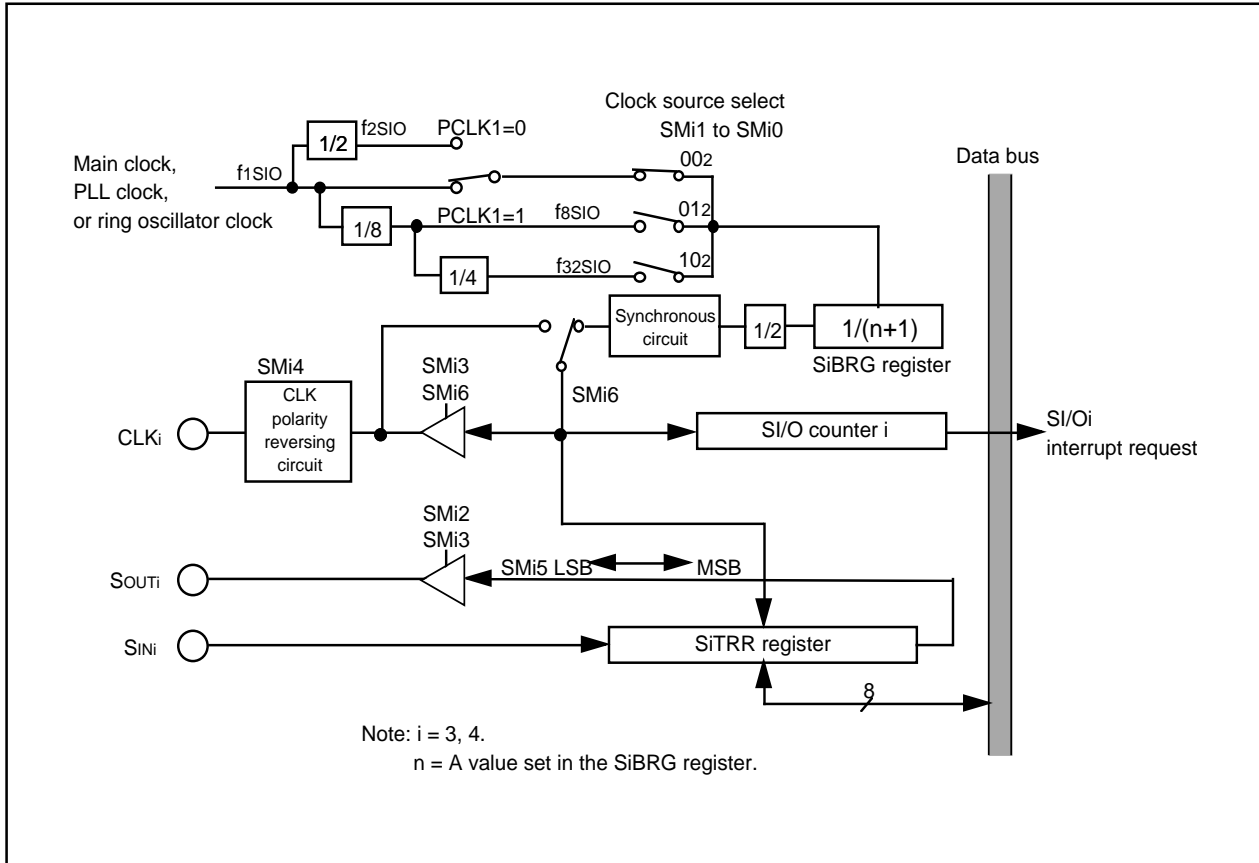 Clock source select
SMi1 to SMi0
Data bus
f2SIO
PCLK1=0
1/2
Main clock,
PLL clock,
or ring oscillator clock
f1SIO
002
PCLK1=1
f8SIO
012
1/8
1/4
f32SIO
102
Synchronous
circuit
1/2
1/(n+1)
SiBRG register
SMi4
SMi3
SMi6
SMi6
CLK
polarity
reversing
circuit
CLKi
SI/O counter i
SI/Oi
interrupt request
SMi2
SMi3
SMi5 LSB
MSB
SOUTi
SINi
SiTRR register
8
Note: i = 3, 4.
n = A value set in the SiBRG register.